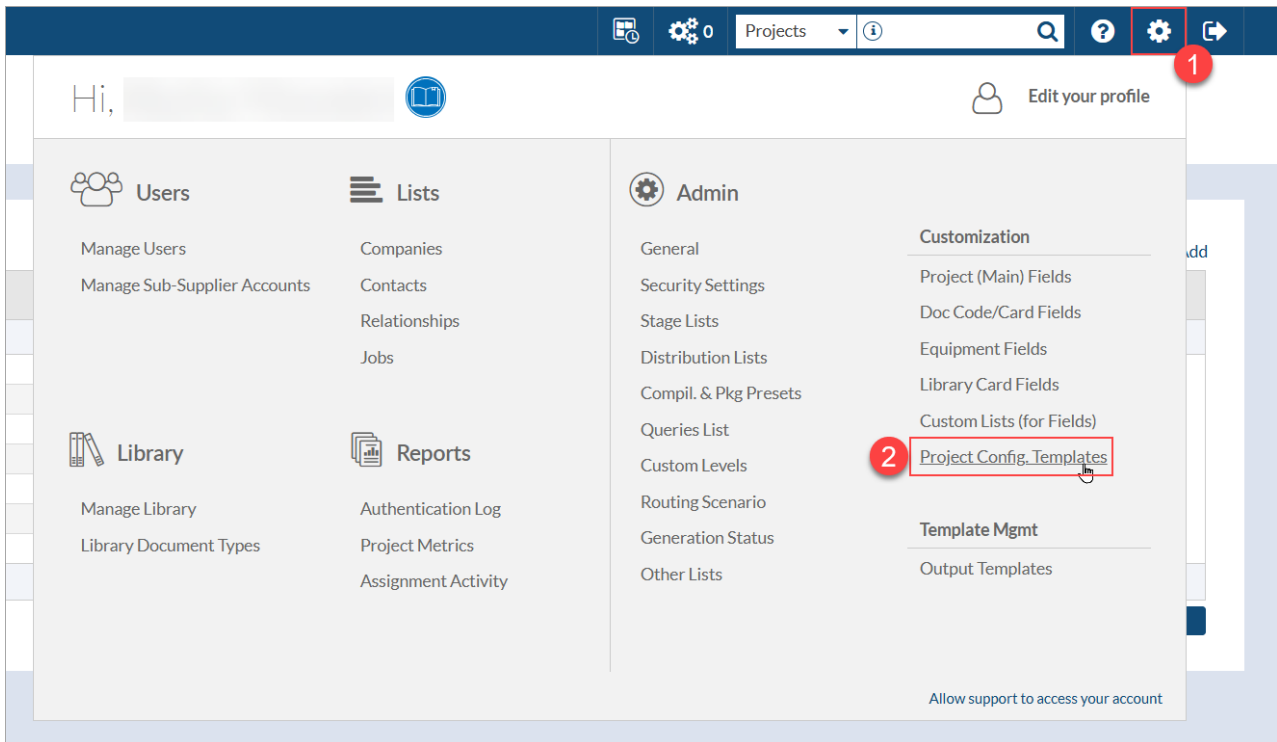 0
Projects
1
Hi,
Edit your profile
Users
Manage Users
Manage Sub-Supplier Accounts
Lists
Companies
Contacts
Relationships
Jobs
Library
Manage Library
Library Document Types
Reports
Authentication Log
Project Metrics
Assignment Activity
Admin
General
Security Settings
Stage Lists
Distribution Lists
Compil. & Pkg Presets
Queries List
Custom Levels
Routing Scenario
Generation Status
Other Lists
Customization
Project (Main) Fields
Doc Code/Card Fields
Equipment Fields
Library Card Fields
Custom Lists (for Fields)
2 Project Config. Templates
Template Mgmt
Output Templates
Allow support to access your account